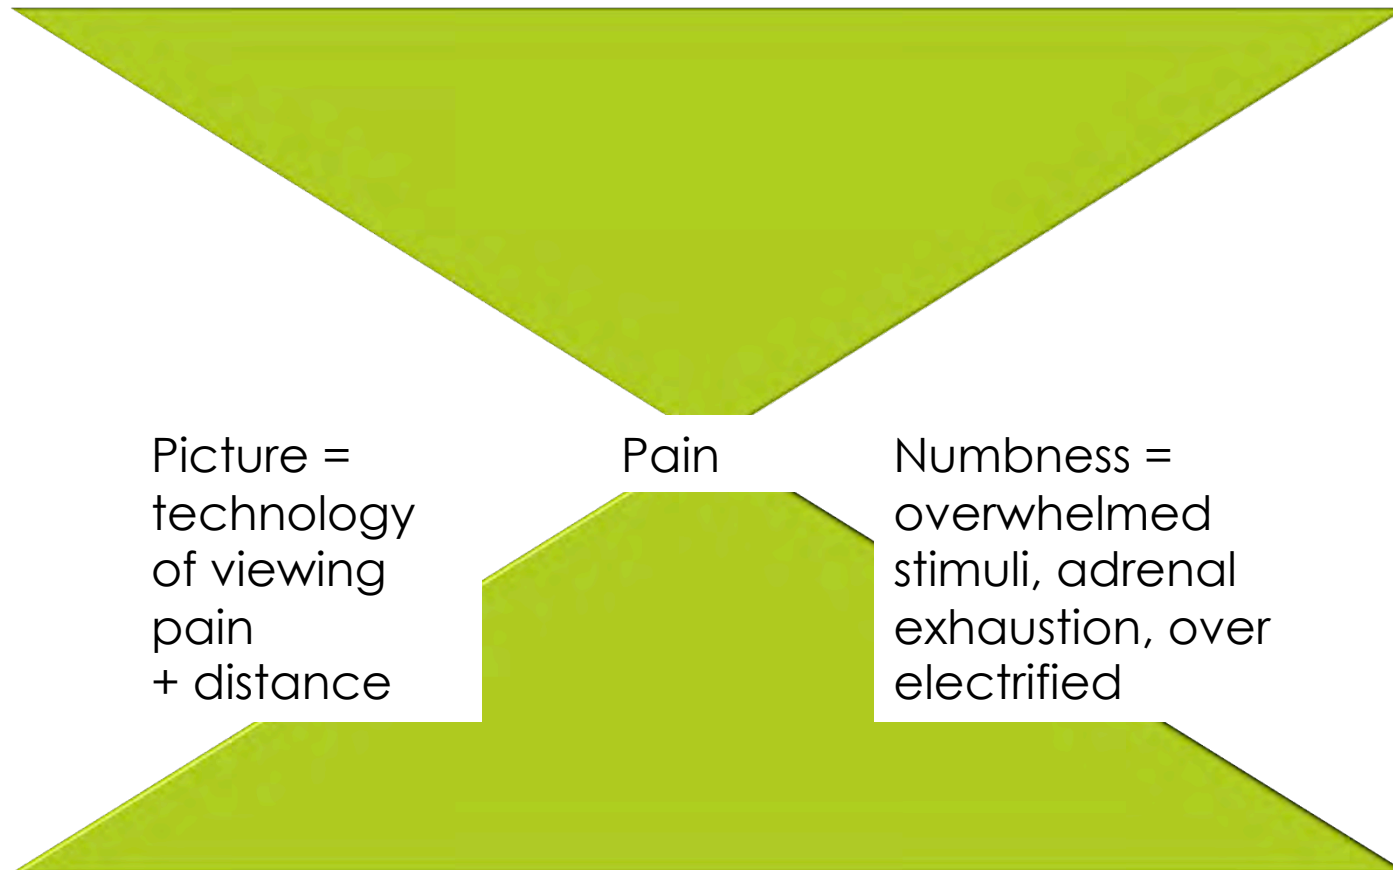 Picture =
technology
of viewing
pain
+ distance
Pain
Numbness =
overwhelmed
stimuli, adrenal
exhaustion, over
electrified